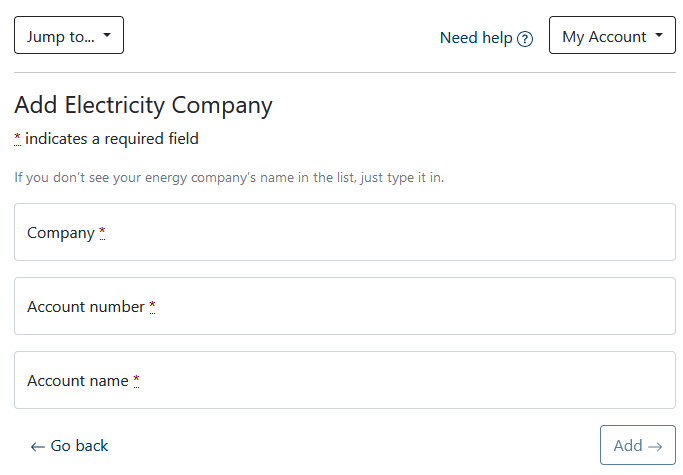 Jump to...
Need help
My Account
Add Electricity Company
* indicates a required field
If you don't see your energy company's name in the list, just type it in.
Company *
Account number *
Account name *
← Go back
Add →